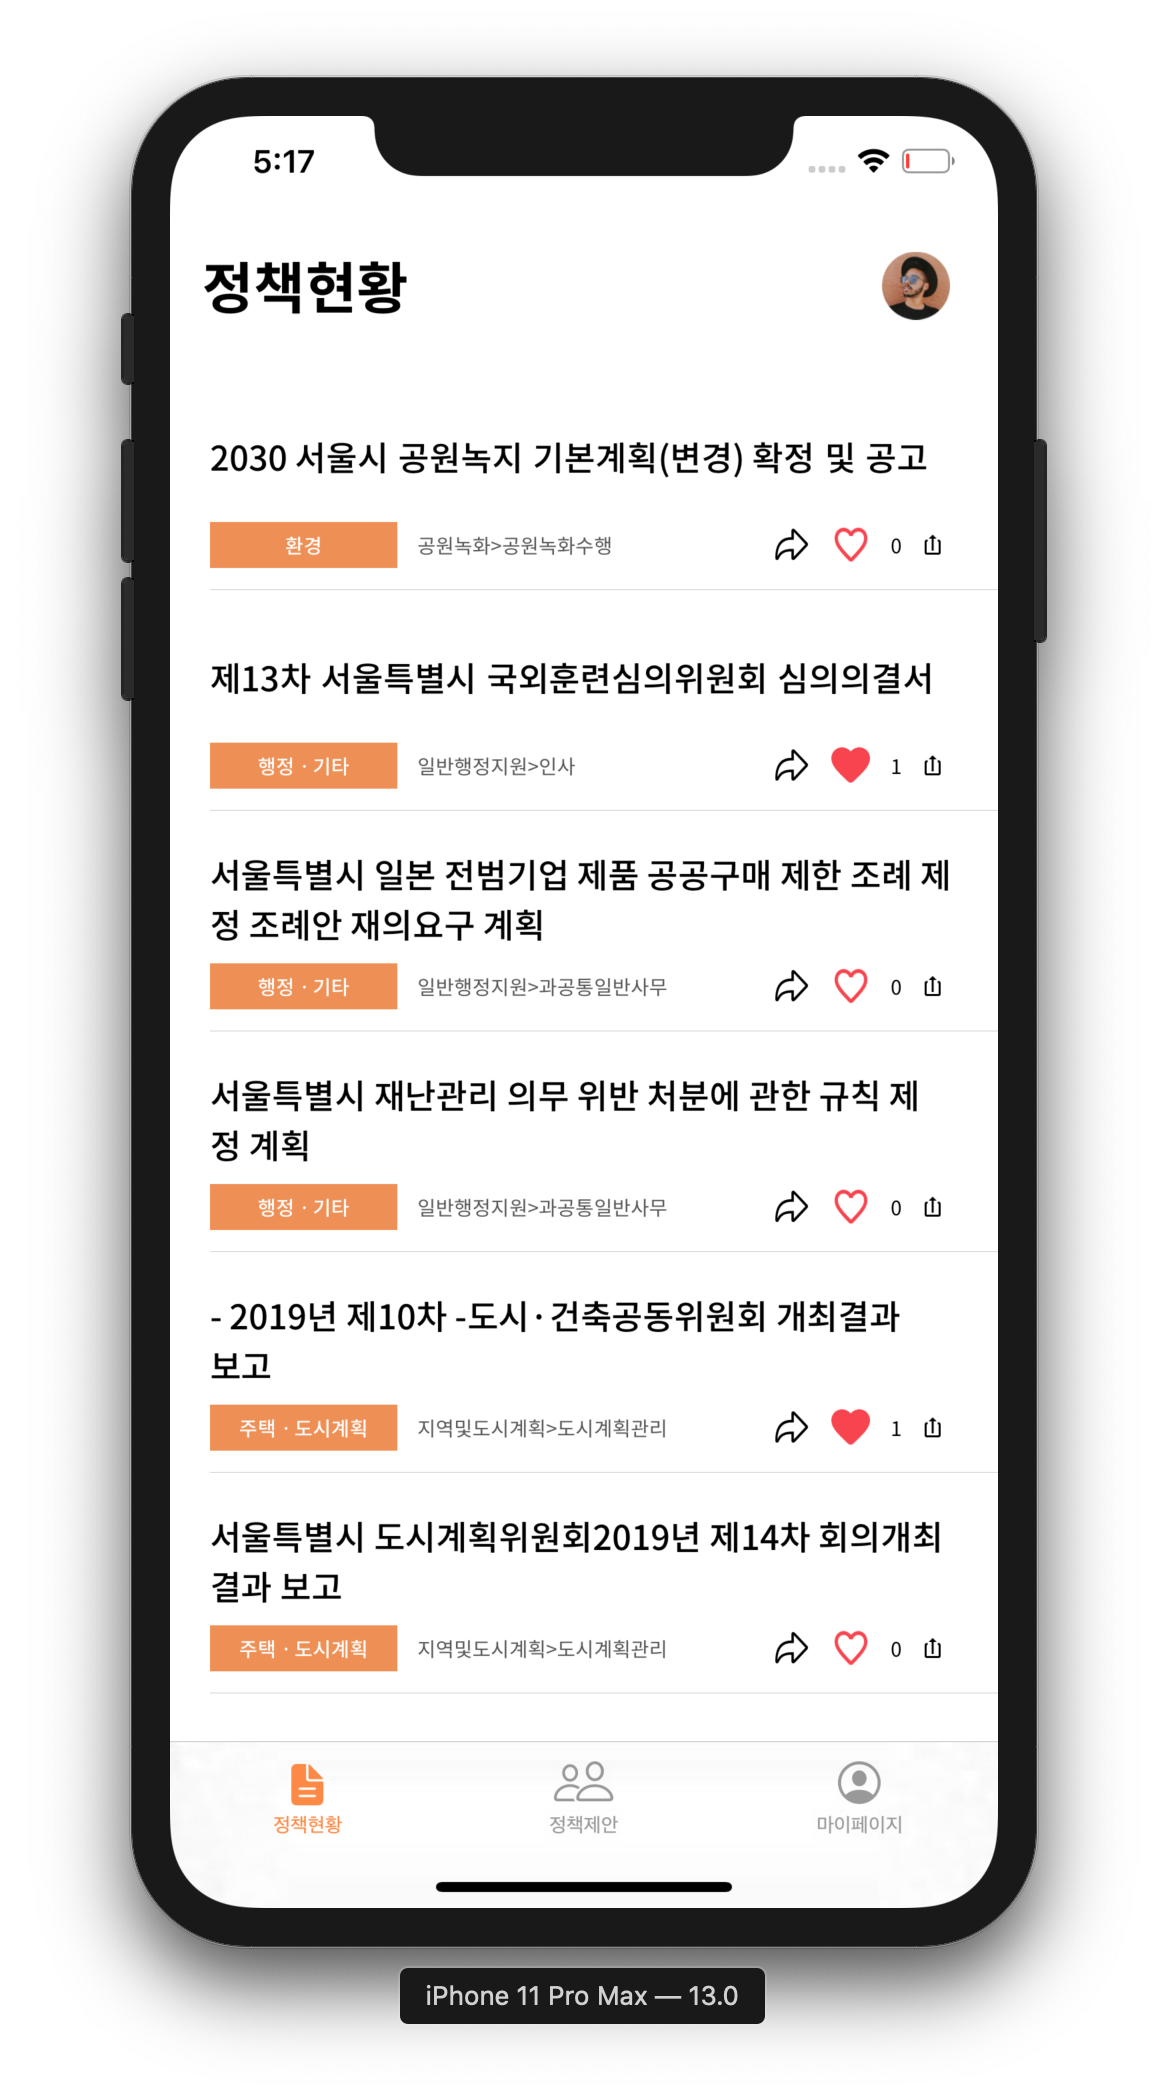 5:17
정책현황
2030 서울시 공원녹지 기본계획(변경) 확정 및 공고
환경 공원녹화>공원녹화수행 0
제13차 서울특별시 국외훈련심의위원회 심의의결서
행정 · 기타 일반행정지원>인사 1
서울특별시 일본 전범기업 제품 공공구매 제한 조례 제
정 조례안 재의요구 계획
행정 · 기타 일반행정지원>과공통일반사무 0
서울특별시 재난관리 의무 위반 처분에 관한 규칙 제
정 계획
행정 · 기타 일반행정지원>과공통일반사무 0
- 2019년 제10차 -도시·건축공동위원회 개최결과
보고
주택 · 도시계획 지역및도시계획>도시계획관리 1
서울특별시 도시계획위원회2019년 제14차 회의개최
결과 보고
주택 · 도시계획 지역및도시계획>도시계획관리 0
정책현황 정책제안 마이페이지
iPhone 11 Pro Max — 13.0